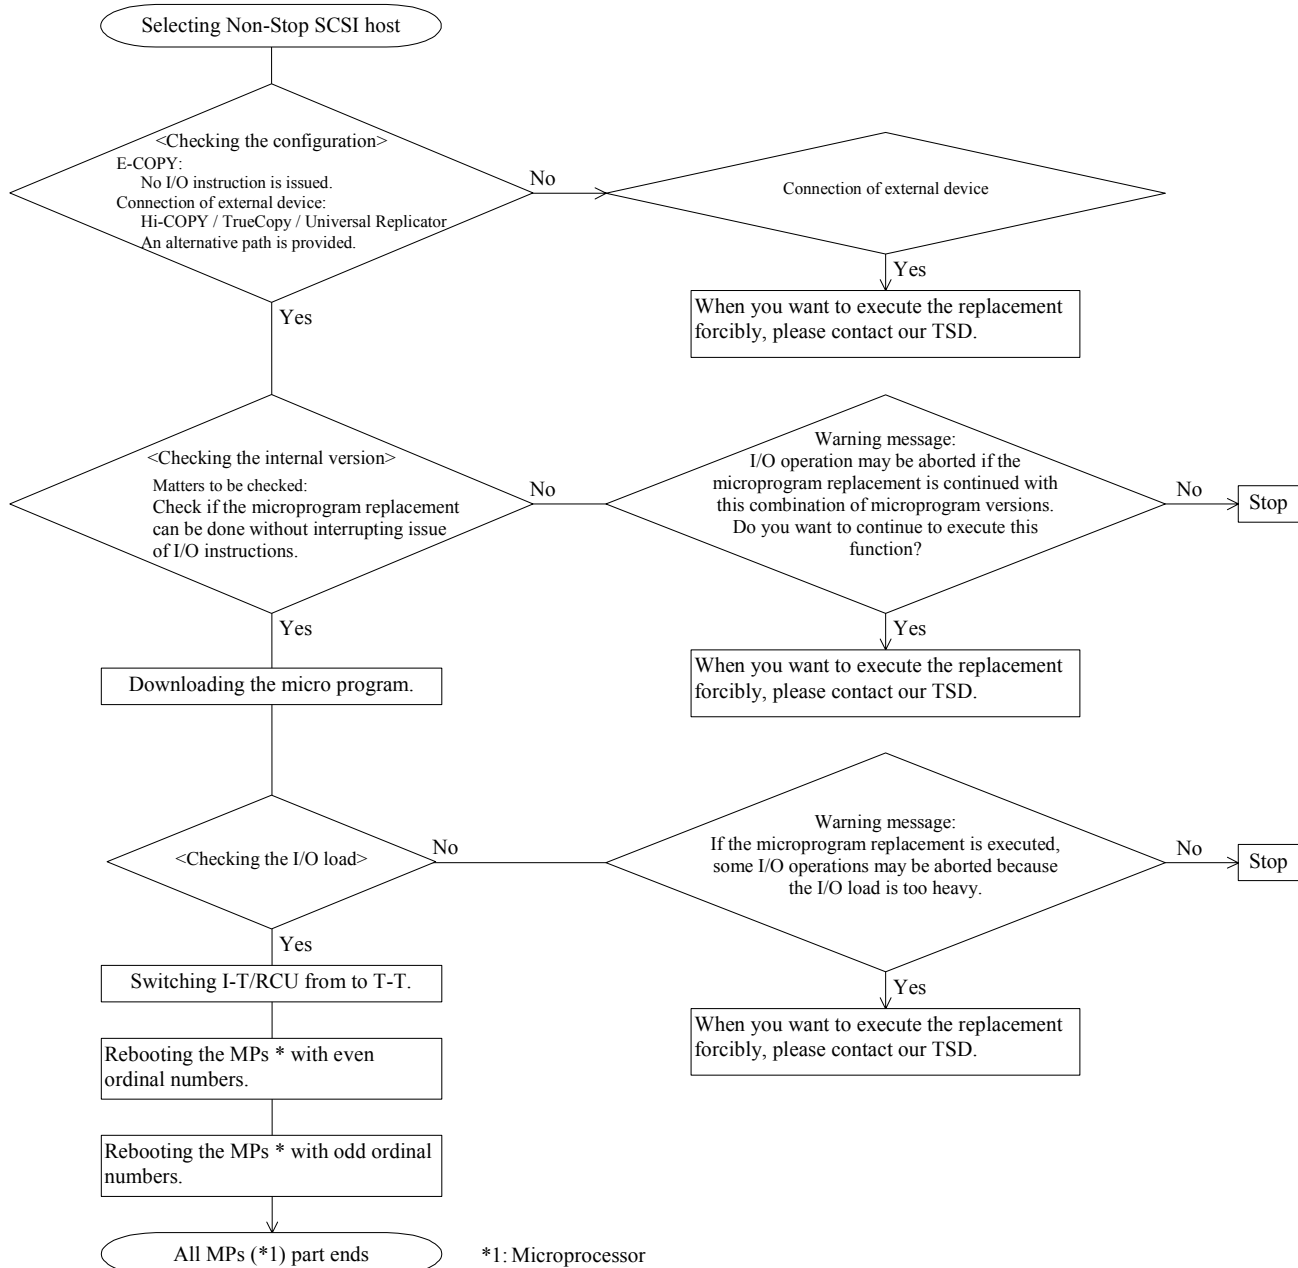 Selecting Non-Stop SCSI host
<Checking the configuration>
E-COPY:
No I/O instruction is issued.
Connection of external device:
Hi-COPY / TrueCopy / Universal Replicator
An alternative path is provided.
No
Connection of external device
Yes
When you want to execute the replacement
forcibly, please contact our TSD.
Yes
<Checking the internal version>
Matters to be checked:
Check if the microprogram replacement
can be done without interrupting issue
of I/O instructions.
No
Warning message:
I/O operation may be aborted if the
microprogram replacement is continued with
this combination of microprogram versions.
Do you want to continue to execute this
function?
No
Stop
Yes
When you want to execute the replacement
forcibly, please contact our TSD.
Yes
Downloading the micro program.
<Checking the I/O load>
No
Warning message:
If the microprogram replacement is executed,
some I/O operations may be aborted because
the I/O load is too heavy.
No
Stop
Yes
When you want to execute the replacement
forcibly, please contact our TSD.
Yes
Switching I-T/RCU from to T-T.
Rebooting the MPs * with even
ordinal numbers.
Rebooting the MPs * with odd ordinal
numbers.
All MPs (*1) part ends
*1: Microprocessor